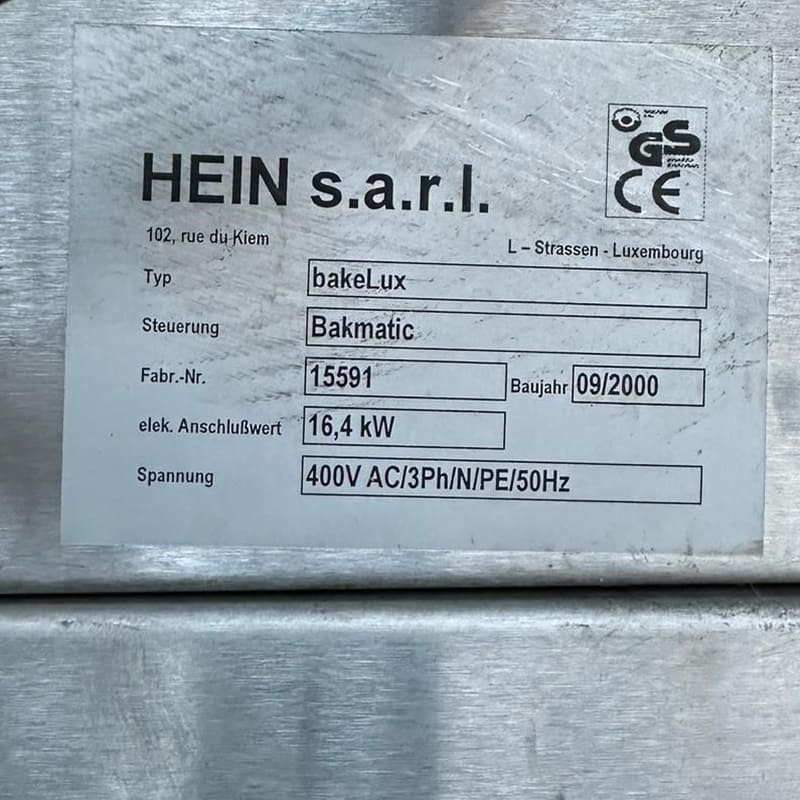 GS
CE
HEIN s.a.r.l.
102, rue du Kiem
L – Strassen - Luxembourg
Typ bakeLux
Steuerung Bakmatic
Fabr.-Nr. 15591 Baujahr 09/2000
elek. Anschlußwert 16,4 kW
Spannung 400V AC/3Ph/N/PE/50Hz